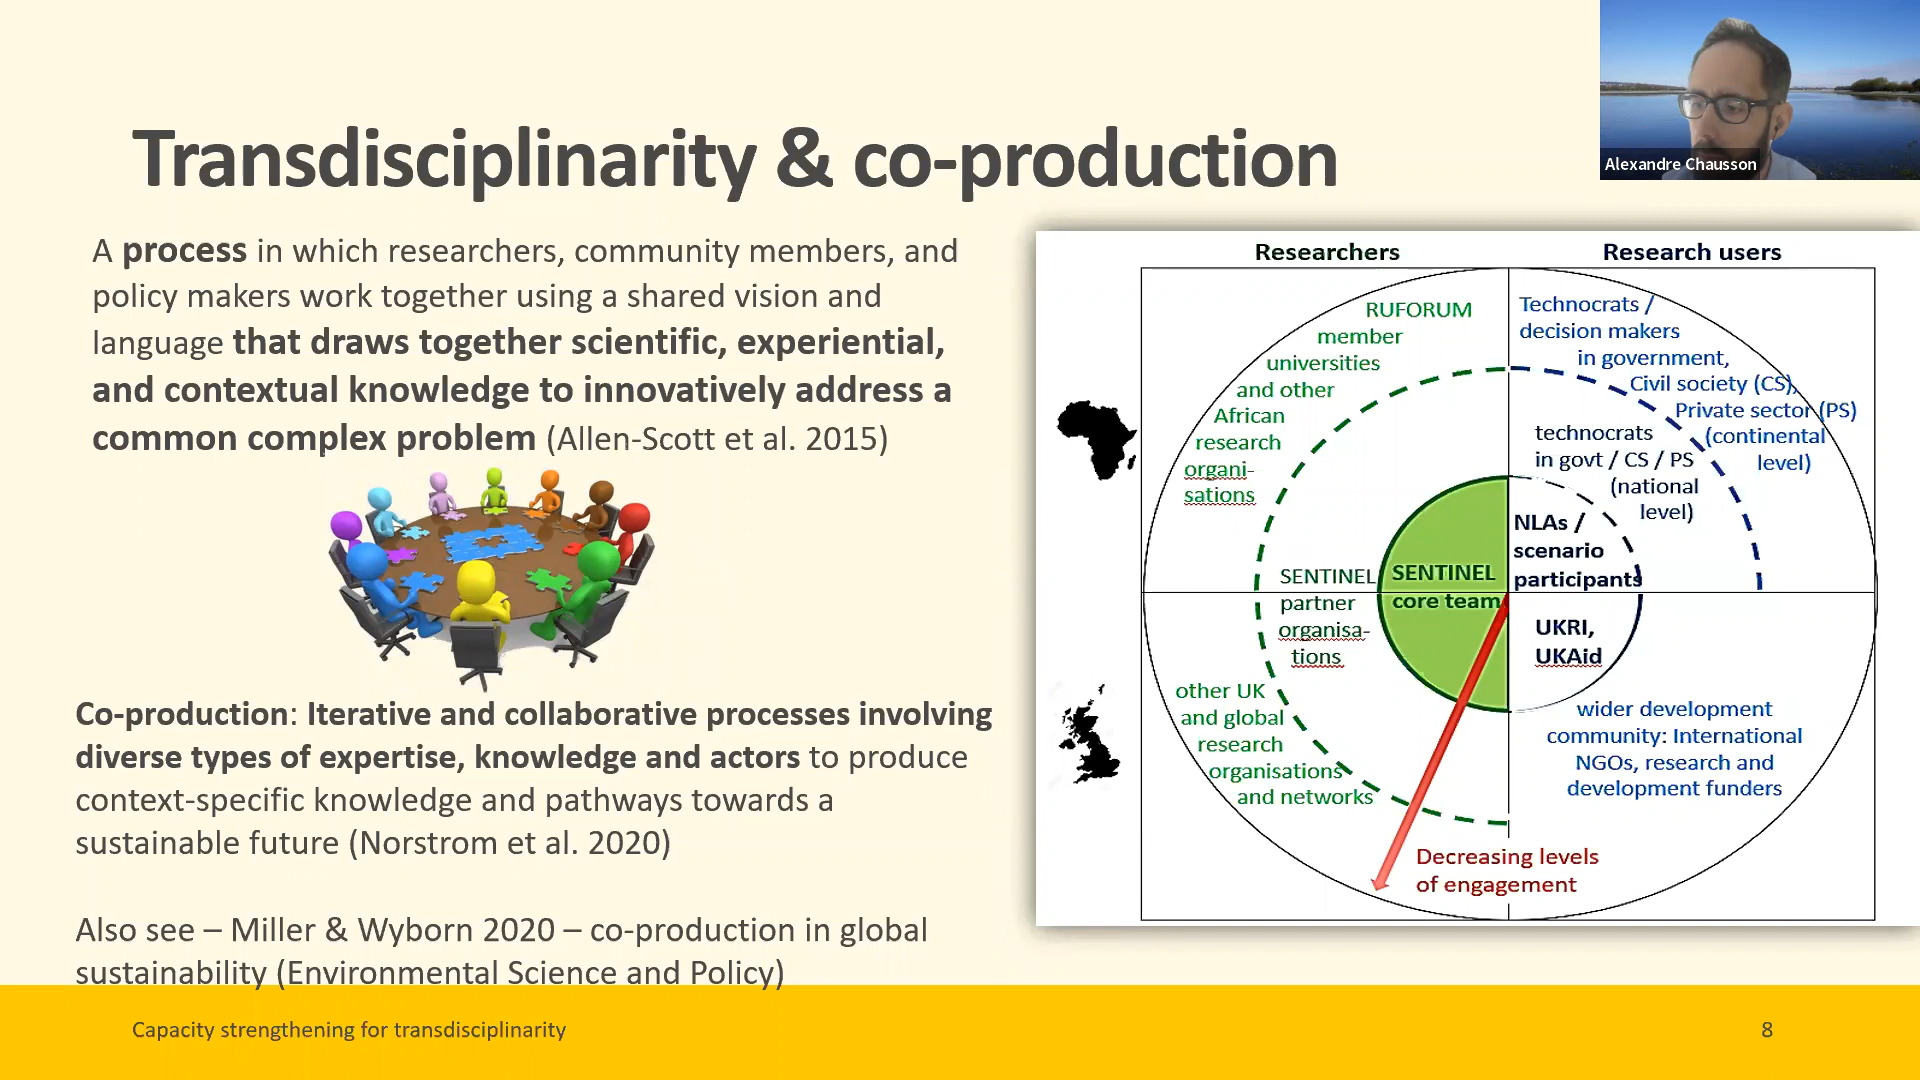 Alexandre Chausson
Transdisciplinarity & co-production
A process in which researchers, community members, and
policy makers work together using a shared vision and
language that draws together scientific, experiential,
and contextual knowledge to innovatively address a
common complex problem (Allen-Scott et al. 2015)
Co-production: Iterative and collaborative processes involving
diverse types of expertise, knowledge and actors to produce
context-specific knowledge and pathways towards a
sustainable future (Norstrom et al. 2020)
Also see – Miller & Wyborn 2020 – co-production in global
sustainability (Environmental Science and Policy)
Researchers
Research users
RUFORUM
member
universities
and other
African
research
organi-
sations
Technocrats /
decision makers
in government,
Civil society (CS),
Private sector (PS)
(continental
level)
technocrats
in govt / CS / PS
(national
level)
NLAs /
scenario
participants
SENTINEL
core team
SENTINEL
partner
organisa-
tions
UKRI,
UKAid
other UK
and global
research
organisations
and networks
wider development
community: International
NGOs, research and
development funders
Decreasing levels
of engagement
Capacity strengthening for transdisciplinarity
8